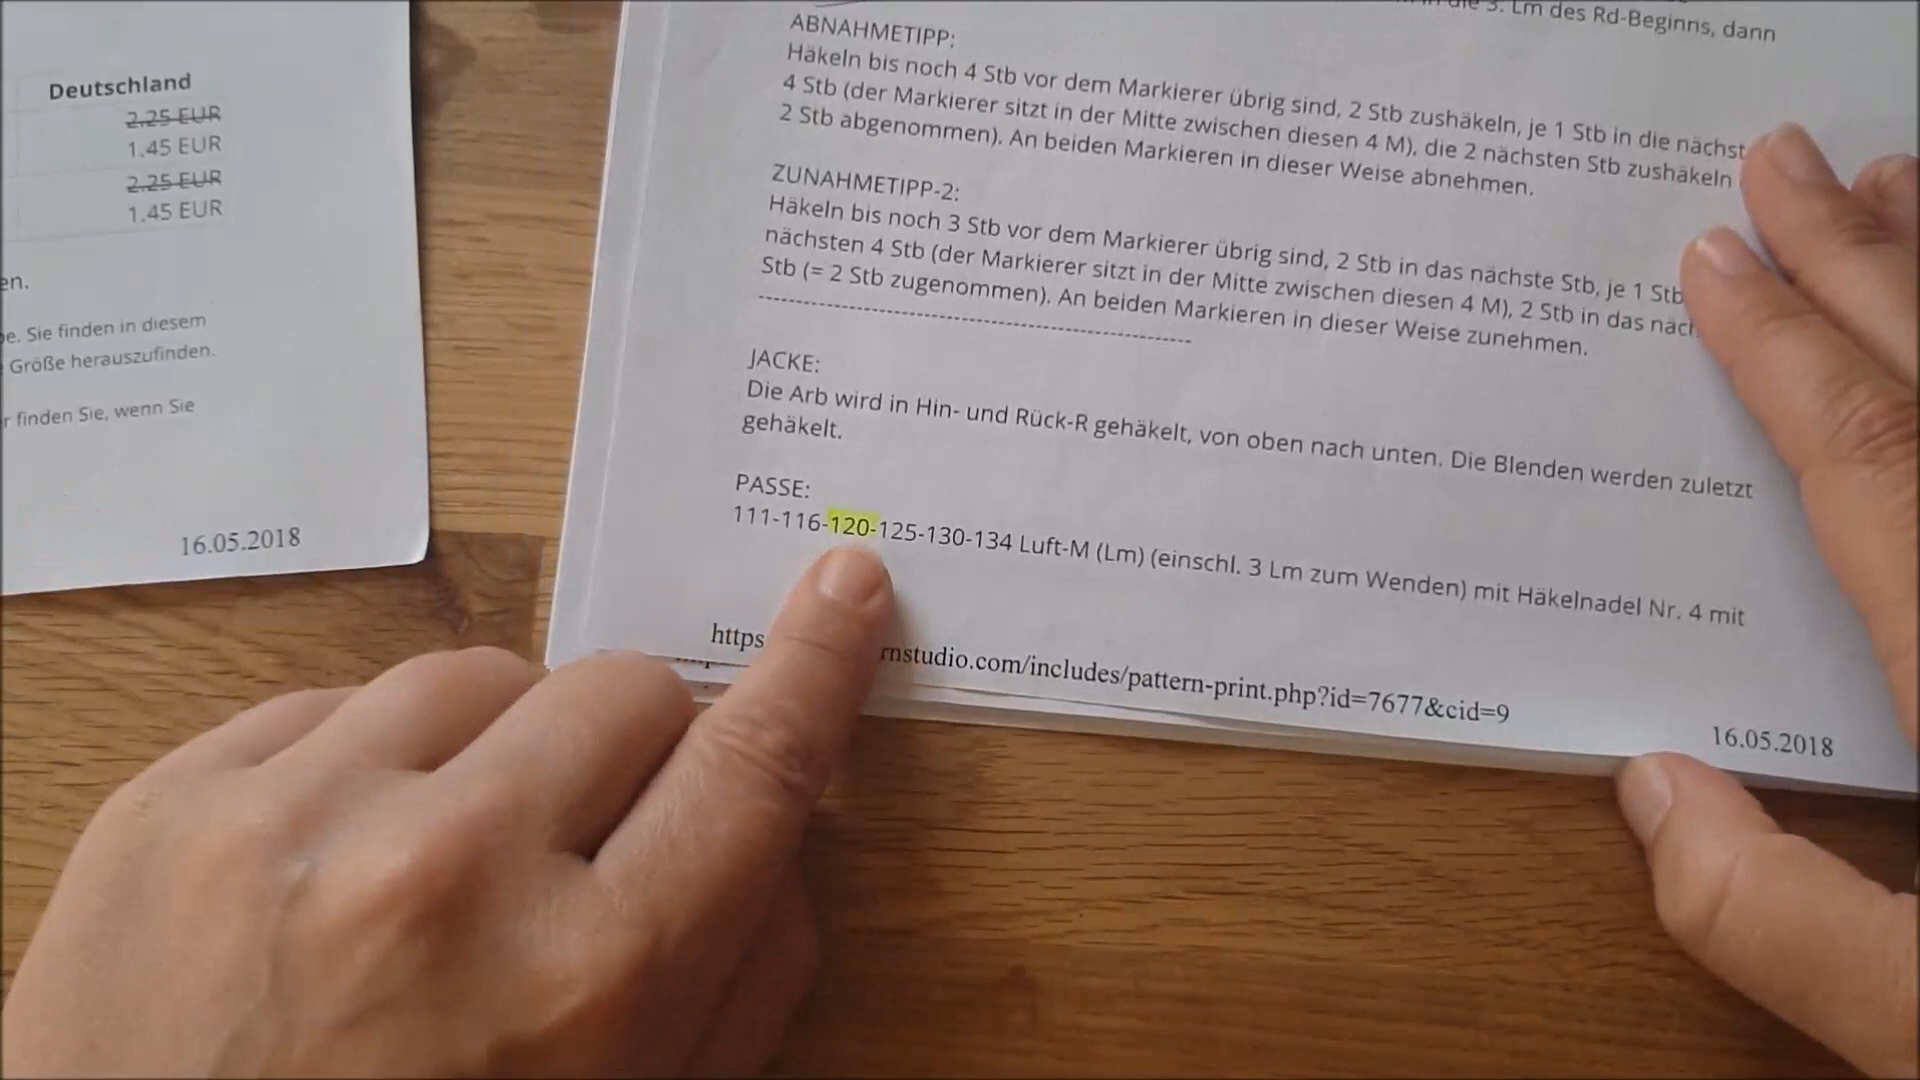 Deutschland
2.25 EUR
1.45 EUR
2.25 EUR
1.45 EUR
en.
e. Sie finden in diesem
Größe herauszufinden.
r finden Sie, wenn Sie
16.05.2018
die 3. Lm des Rd-Beginns, dann
ABNAHMETIPP:
Häkeln bis noch 4 Stb vor dem Markierer übrig sind, 2 Stb zushäkeln, je 1 Stb in die nächst
4 Stb (der Markierer sitzt in der Mitte zwischen diesen 4 M), die 2 nächsten Stb zushäkeln
2 Stb abgenommen). An beiden Markieren in dieser Weise abnehmen.
ZUNAHMETIPP-2:
Häkeln bis noch 3 Stb vor dem Markierer übrig sind, 2 Stb in das nächste Stb, je 1 Stb
nächsten 4 Stb (der Markierer sitzt in der Mitte zwischen diesen 4 M), 2 Stb in das näch
Stb (= 2 Stb zugenommen). An beiden Markieren in dieser Weise zunehmen.
------------------------------------------------------
JACKE:
Die Arb wird in Hin- und Rück-R gehäkelt, von oben nach unten. Die Blenden werden zuletzt
gehäkelt.
PASSE:
111-116-120-125-130-134 Luft-M (Lm) (einschl. 3 Lm zum Wenden) mit Häkelnadel Nr. 4 mit
https rnstudio.com/includes/pattern-print.php?id=7677&cid=9
16.05.2018